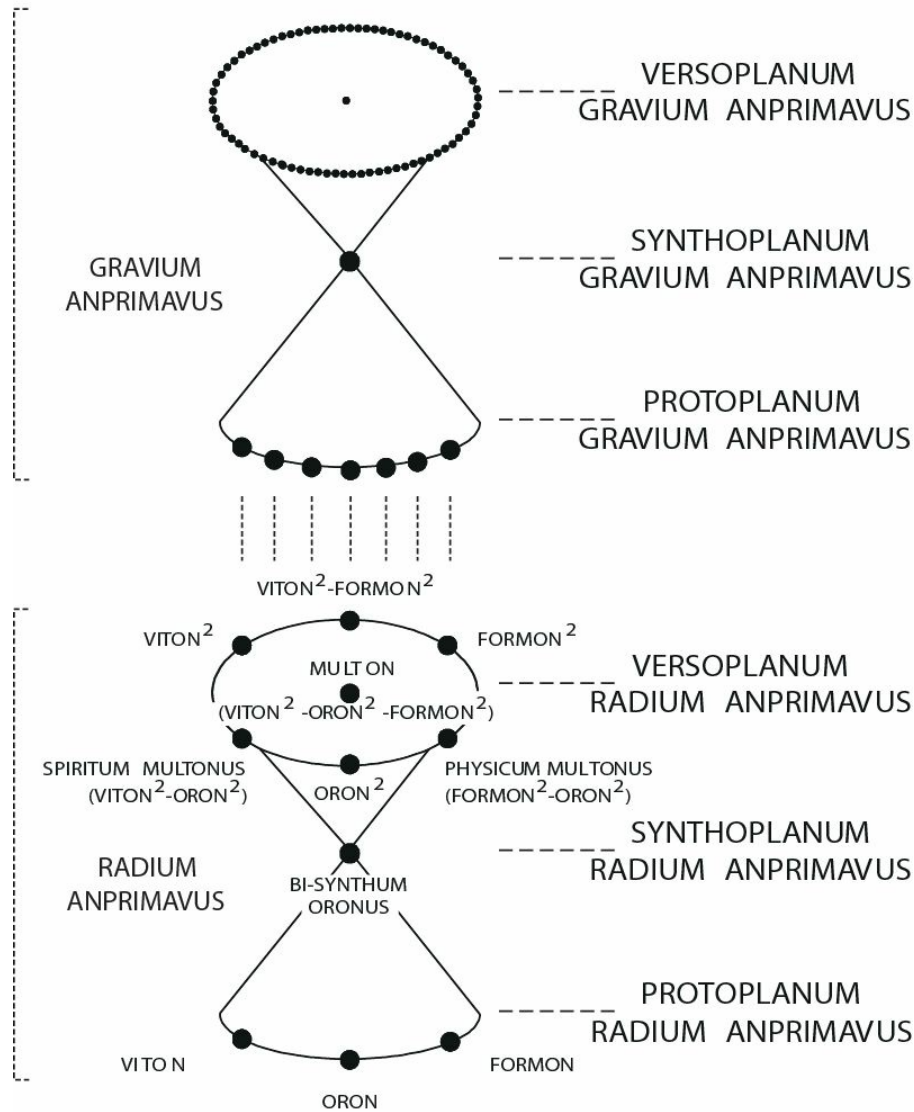 VERSOPLANUM
GRAVIUM ANPRIMAVUS
SYNTHOPLANUM
GRAVIUM ANPRIMAVUS
GRAVIUM
ANPRIMAVUS
PROTOPLANUM
GRAVIUM ANPRIMAVUS
VITON²-FORMON²
VITON²
FORMON²
MULTON
(VITON²-ORON²-FORMON²)
VERSOPLANUM
RADIUM ANPRIMAVUS
SPIRITUM MULTONUS
(VITON²-ORON²)
ORON²
PHYSICUM MULTONUS
(FORMON²-ORON²)
SYNTHOPLANUM
RADIUM ANPRIMAVUS
RADIUM
ANPRIMAVUS
BI-SYNTHUM
ORONUS
PROTOPLANUM
RADIUM ANPRIMAVUS
VITON
ORON
FORMON